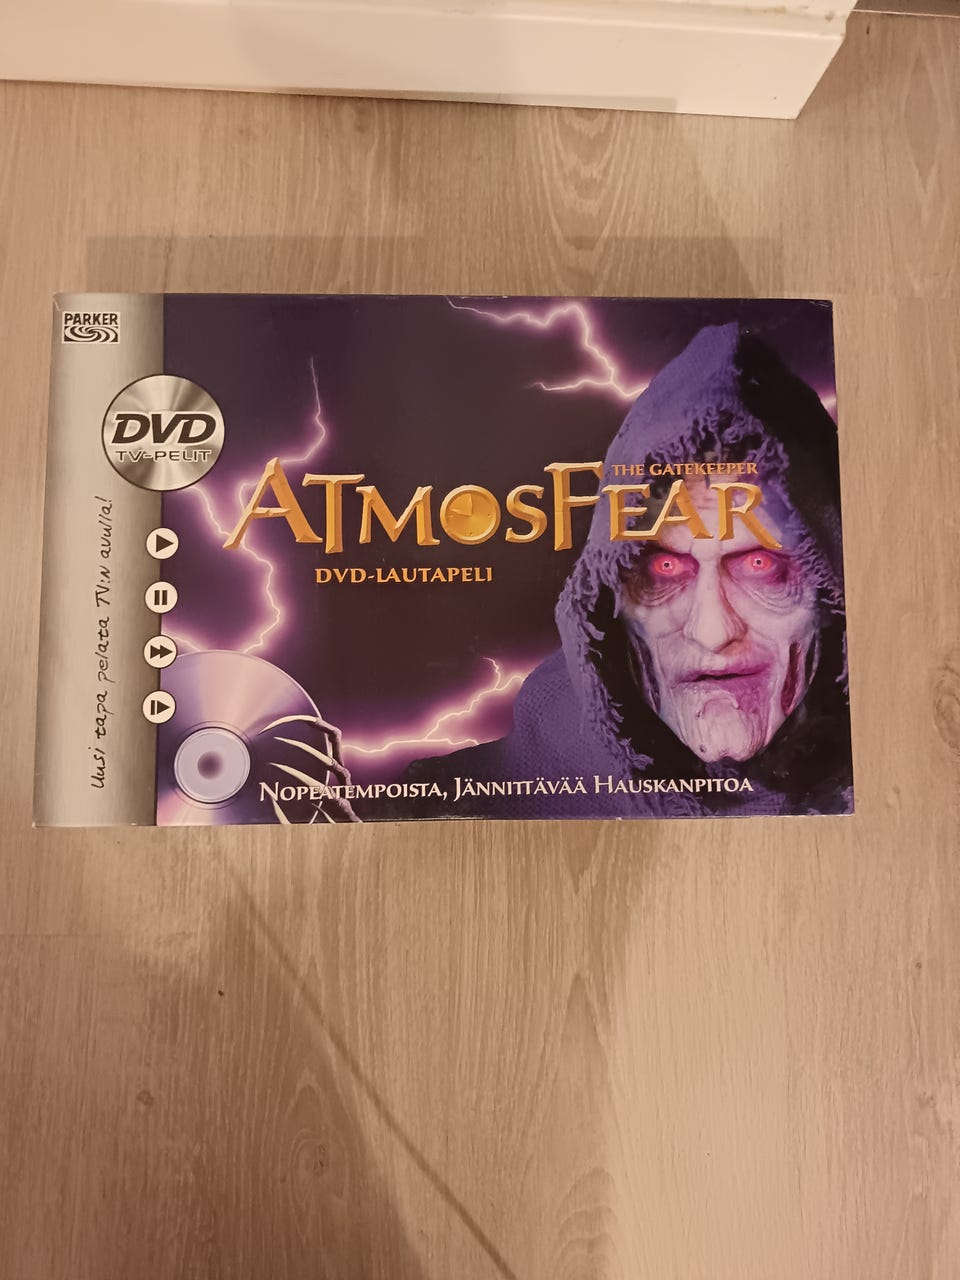 PARKER
DVD
TV-PELIT
Uusi tapa pelata TV:n avulla!
THE GATEKEEPER
ATMOSFEAR
DVD-LAUTAPELI
NOPEATEMPOISTA, JÄNNITTÄVÄÄ HAUSKANPITOA